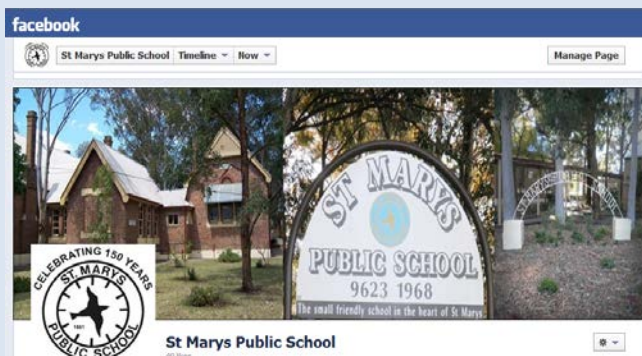 facebook
St Marys Public School Timeline Now Manage Page
ST MARYS
PUBLIC SCHOOL
9623 1968
The small friendly school in the heart of St Marys
CELEBRATING 150 YEARS
ST. MARYS
1861
PUBLIC SCHOOL
St Marys Public School